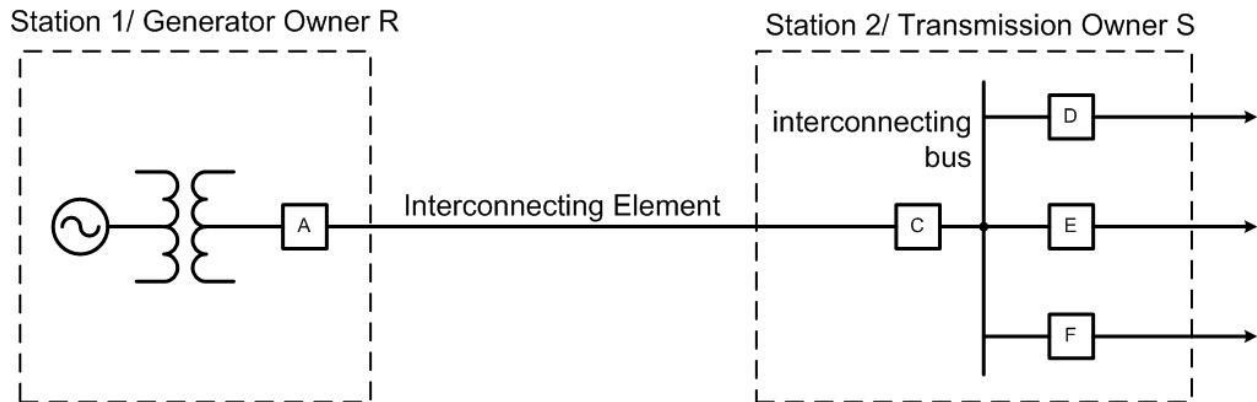 Station 1/ Generator Owner R
Station 2/ Transmission Owner S
interconnecting
bus
D
A
Interconnecting Element
C
E
F